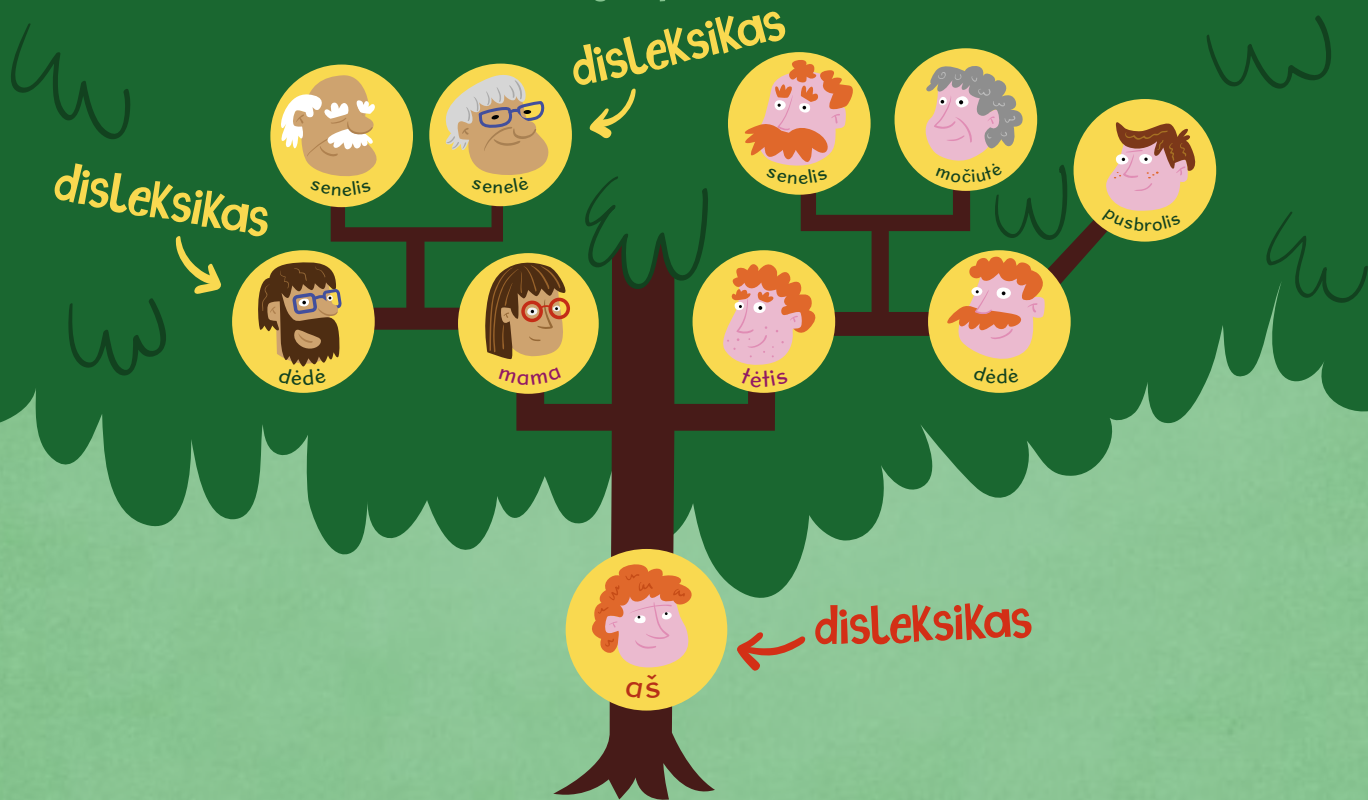 disleksikas
senelis
senelė
senelis
močiutė
pusbrolis
disleksikas
dėdė
mama
tėtis
dėdė
disleksikas
aš